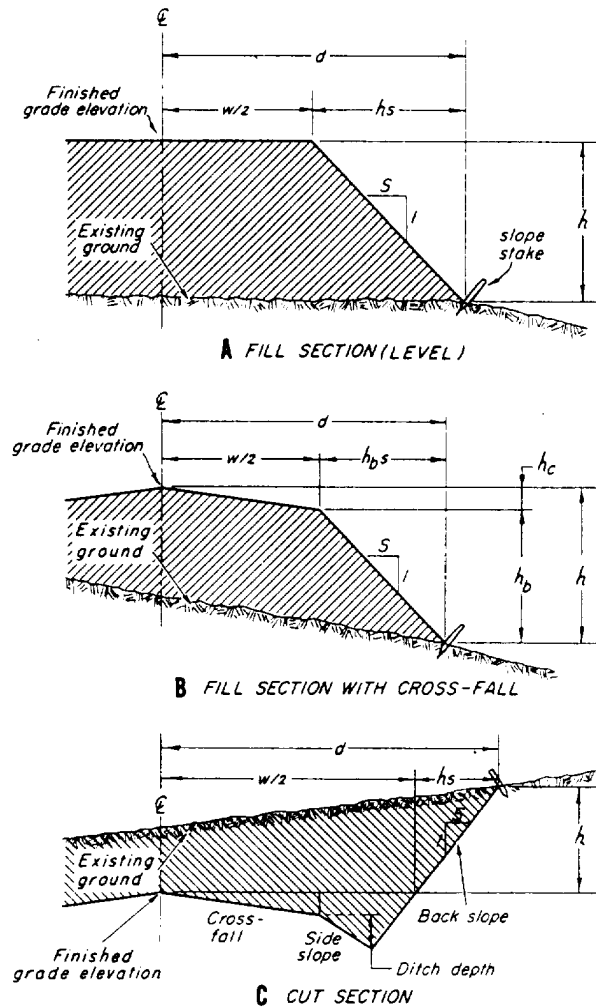 ℄
d
Finished
grade elevation
w/2
hs
S
1
h
Existing
ground
slope
stake
A FILL SECTION (LEVEL)
℄
Finished
grade elevation
d
w/2
h_b s
h_c
Existing
ground
S
1
h_b
h
B FILL SECTION WITH CROSS-FALL
d
w/2
hs
℄
S
1
h
Existing
ground
Cross-
fall
Side
slope
Back slope
Finished
grade elevation
Ditch depth
C CUT SECTION